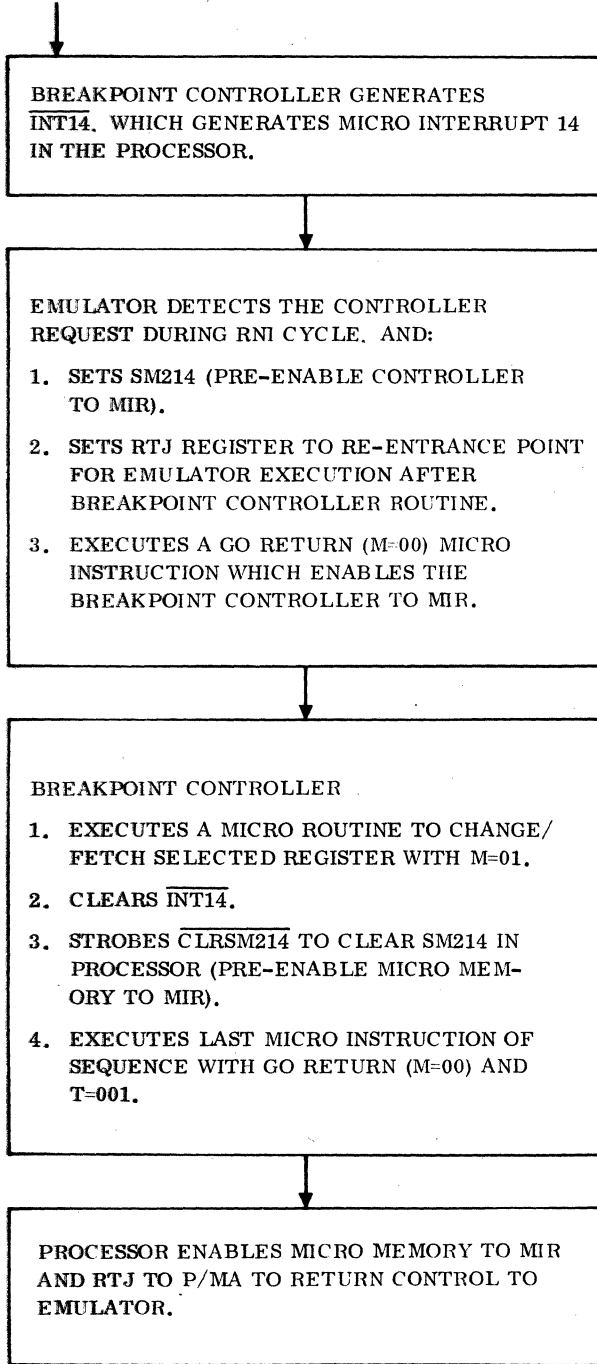 BREAKPOINT CONTROLLER GENERATES
INT14. WHICH GENERATES MICRO INTERRUPT 14
IN THE PROCESSOR.
EMULATOR DETECTS THE CONTROLLER
REQUEST DURING RNI CYCLE. AND:
1. SETS SM214 (PRE-ENABLE CONTROLLER
TO MIR).
2. SETS RTJ REGISTER TO RE-ENTRANCE POINT
FOR EMULATOR EXECUTION AFTER
BREAKPOINT CONTROLLER ROUTINE.
3. EXECUTES A GO RETURN (M=00) MICRO
INSTRUCTION WHICH ENABLES THE
BREAKPOINT CONTROLLER TO MIR.
BREAKPOINT CONTROLLER
1. EXECUTES A MICRO ROUTINE TO CHANGE/
FETCH SELECTED REGISTER WITH M=01.
2. CLEARS INT14.
3. STROBES CLRSM214 TO CLEAR SM214 IN
PROCESSOR (PRE-ENABLE MICRO MEM-
ORY TO MIR).
4. EXECUTES LAST MICRO INSTRUCTION OF
SEQUENCE WITH GO RETURN (M=00) AND
T=001.
PROCESSOR ENABLES MICRO MEMORY TO MIR
AND RTJ TO P/MA TO RETURN CONTROL TO
EMULATOR.